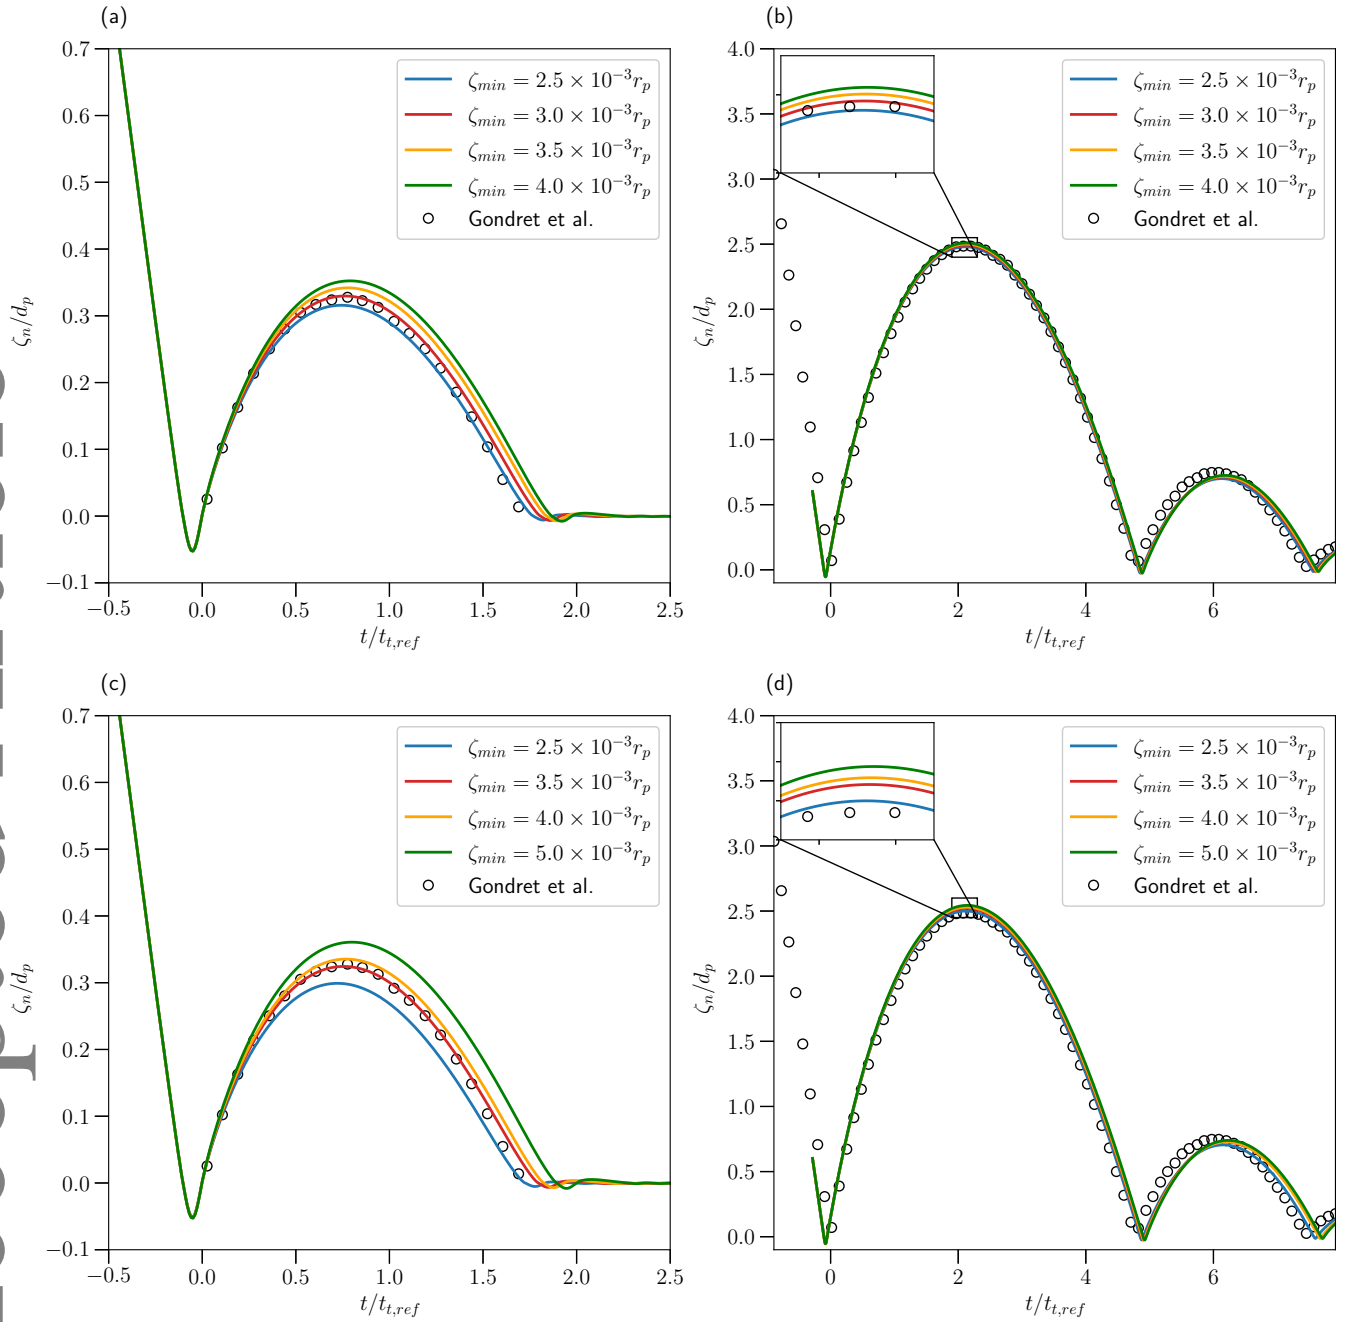 (a)
0.7
0.6
0.5
0.4
0.3
0.2
0.1
0.0
−0.1
ζn/dp
−0.5 0.0 0.5 1.0 1.5 2.0 2.5
t/tt,ref
ζmin = 2.5 × 10−3rp
ζmin = 3.0 × 10−3rp
ζmin = 3.5 × 10−3rp
ζmin = 4.0 × 10−3rp
Gondret et al.
(b)
4.0
3.5
3.0
2.5
2.0
1.5
1.0
0.5
0.0
ζn/dp
0 2 4 6
t/tt,ref
ζmin = 2.5 × 10−3rp
ζmin = 3.0 × 10−3rp
ζmin = 3.5 × 10−3rp
ζmin = 4.0 × 10−3rp
Gondret et al.
(c)
0.7
0.6
0.5
0.4
0.3
0.2
0.1
0.0
−0.1
ζn/dp
−0.5 0.0 0.5 1.0 1.5 2.0 2.5
t/tt,ref
ζmin = 2.5 × 10−3rp
ζmin = 3.5 × 10−3rp
ζmin = 4.0 × 10−3rp
ζmin = 5.0 × 10−3rp
Gondret et al.
(d)
4.0
3.5
3.0
2.5
2.0
1.5
1.0
0.5
0.0
ζn/dp
0 2 4 6
t/tt,ref
ζmin = 2.5 × 10−3rp
ζmin = 3.5 × 10−3rp
ζmin = 4.0 × 10−3rp
ζmin = 5.0 × 10−3rp
Gondret et al.